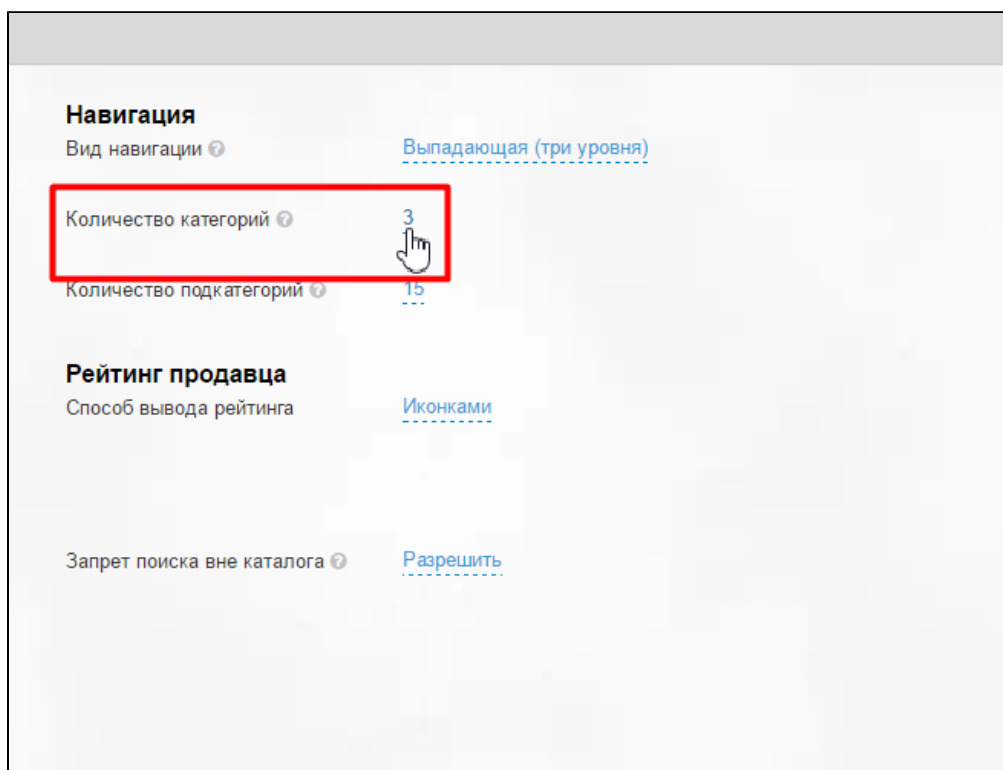 Навигация
Вид навигации Выпадающая (три уровня)
Количество категорий 3
Количество подкатегорий 15
Рейтинг продавца
Способ вывода рейтинга Иконками
Запрет поиска вне каталога Разрешить